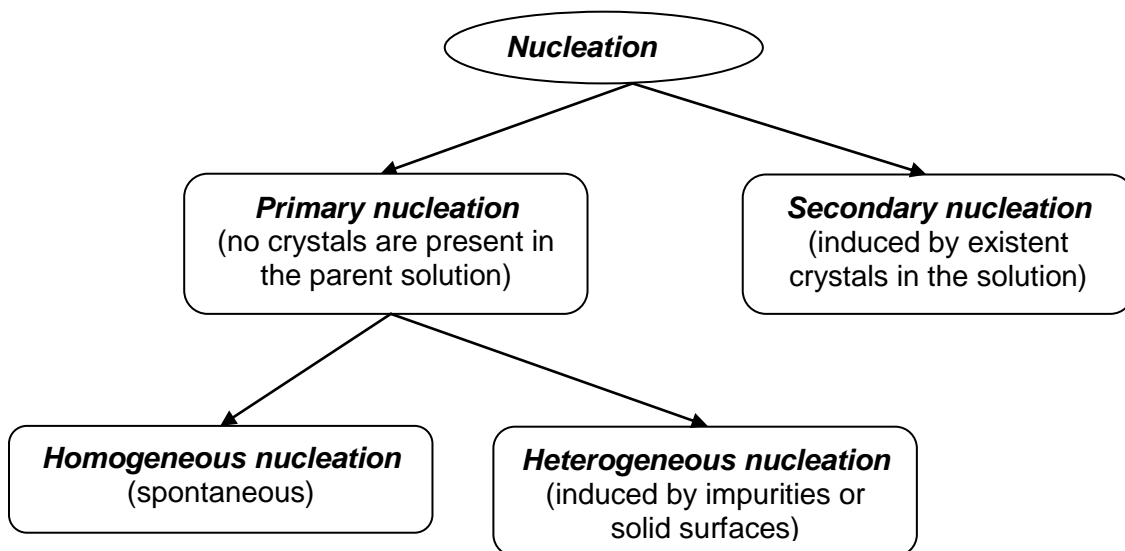 Nucleation
Primary nucleation
(no crystals are present in
the parent solution)
Secondary nucleation
(induced by existent
crystals in the solution)
Homogeneous nucleation
(spontaneous)
Heterogeneous nucleation
(induced by impurities or
solid surfaces)